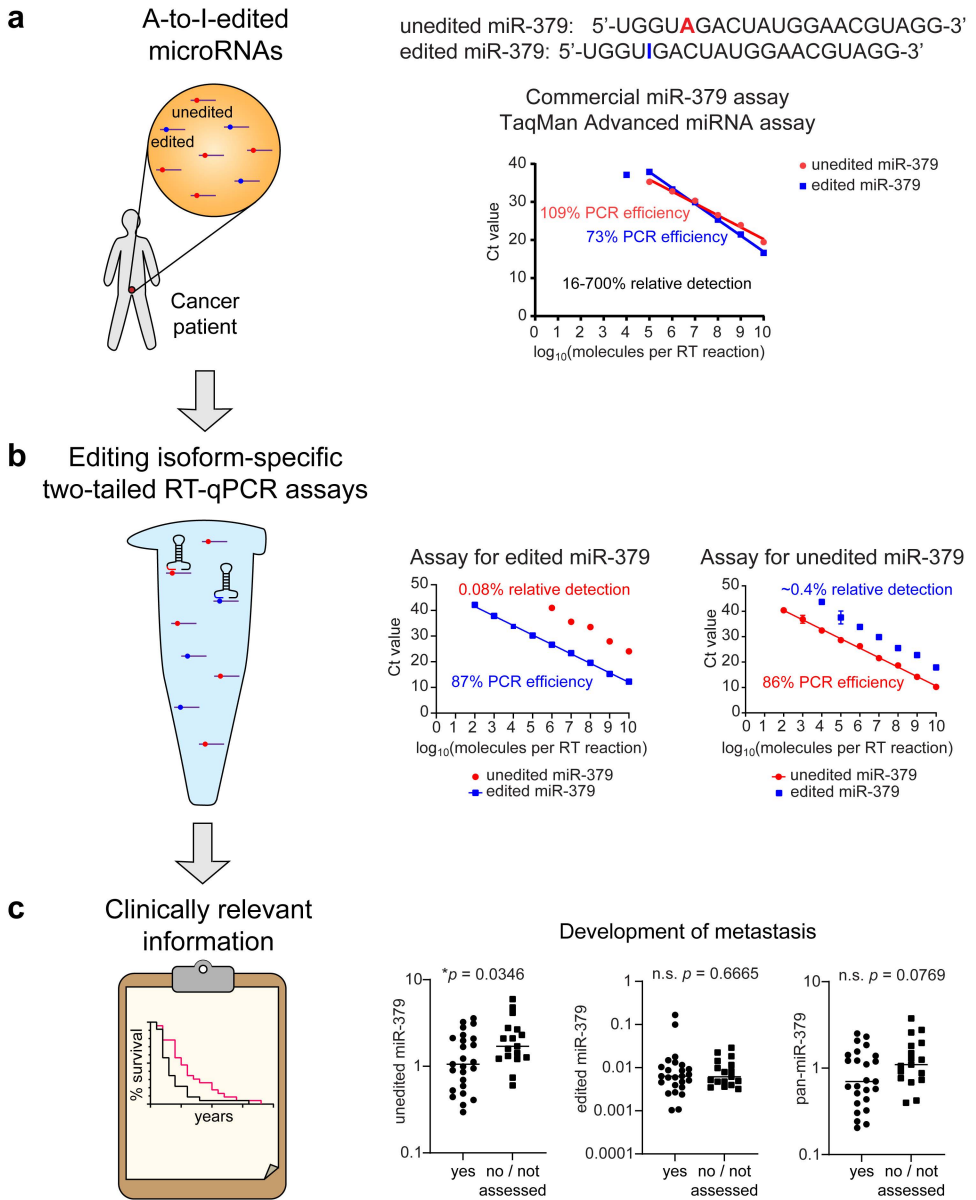 a
A-to-I-edited
microRNAs
unedited
edited
Cancer
patient
unedited miR-379: 5’-UGGUAGACUAUGGAACGUAGG-3’
edited miR-379: 5’-UGGUIGACUAUGGAACGUAGG-3’
Commercial miR-379 assay
TaqMan Advanced miRNA assay
unedited miR-379
edited miR-379
Ct value
40
30
20
10
0
109% PCR efficiency
73% PCR efficiency
16-700% relative detection
0 1 2 3 4 5 6 7 8 9 10
log10(molecules per RT reaction)
b
Editing isoform-specific
two-tailed RT-qPCR assays
Assay for edited miR-379
Ct value
50
40
30
20
10
0
0.08% relative detection
87% PCR efficiency
0 1 2 3 4 5 6 7 8 9 10
log10(molecules per RT reaction)
unedited miR-379
edited miR-379
Assay for unedited miR-379
Ct value
50
40
30
20
10
0
~0.4% relative detection
86% PCR efficiency
0 1 2 3 4 5 6 7 8 9 10
log10(molecules per RT reaction)
unedited miR-379
edited miR-379
c
Clinically relevant
information
% survival
years
Development of metastasis
*p = 0.0346
unedited miR-379
10
1
0.1
yes no / not
assessed
n.s. p = 0.6665
edited miR-379
1
0.1
0.01
0.001
0.0001
yes no / not
assessed
n.s. p = 0.0769
pan-miR-379
10
1
0.1
yes no / not
assessed